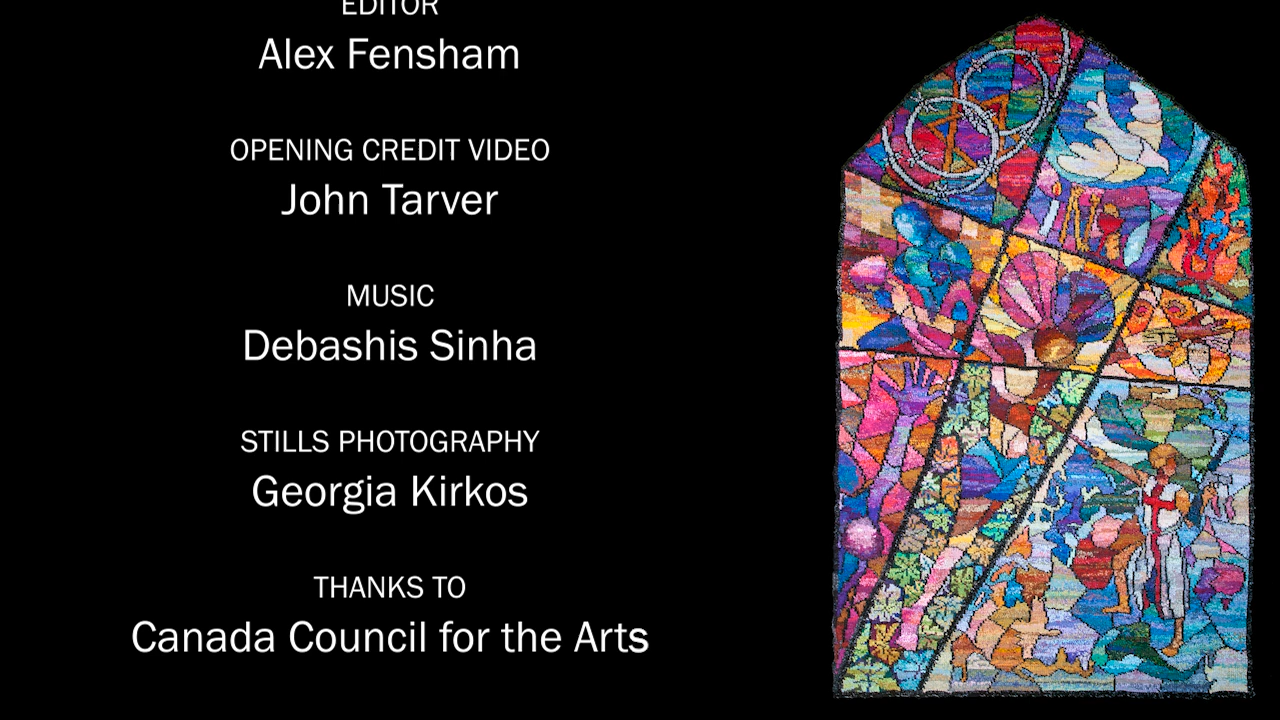 EDITOR
Alex Fensham
OPENING CREDIT VIDEO
John Tarver
MUSIC
Debashis Sinha
STILLS PHOTOGRAPHY
Georgia Kirkos
THANKS TO
Canada Council for the Arts